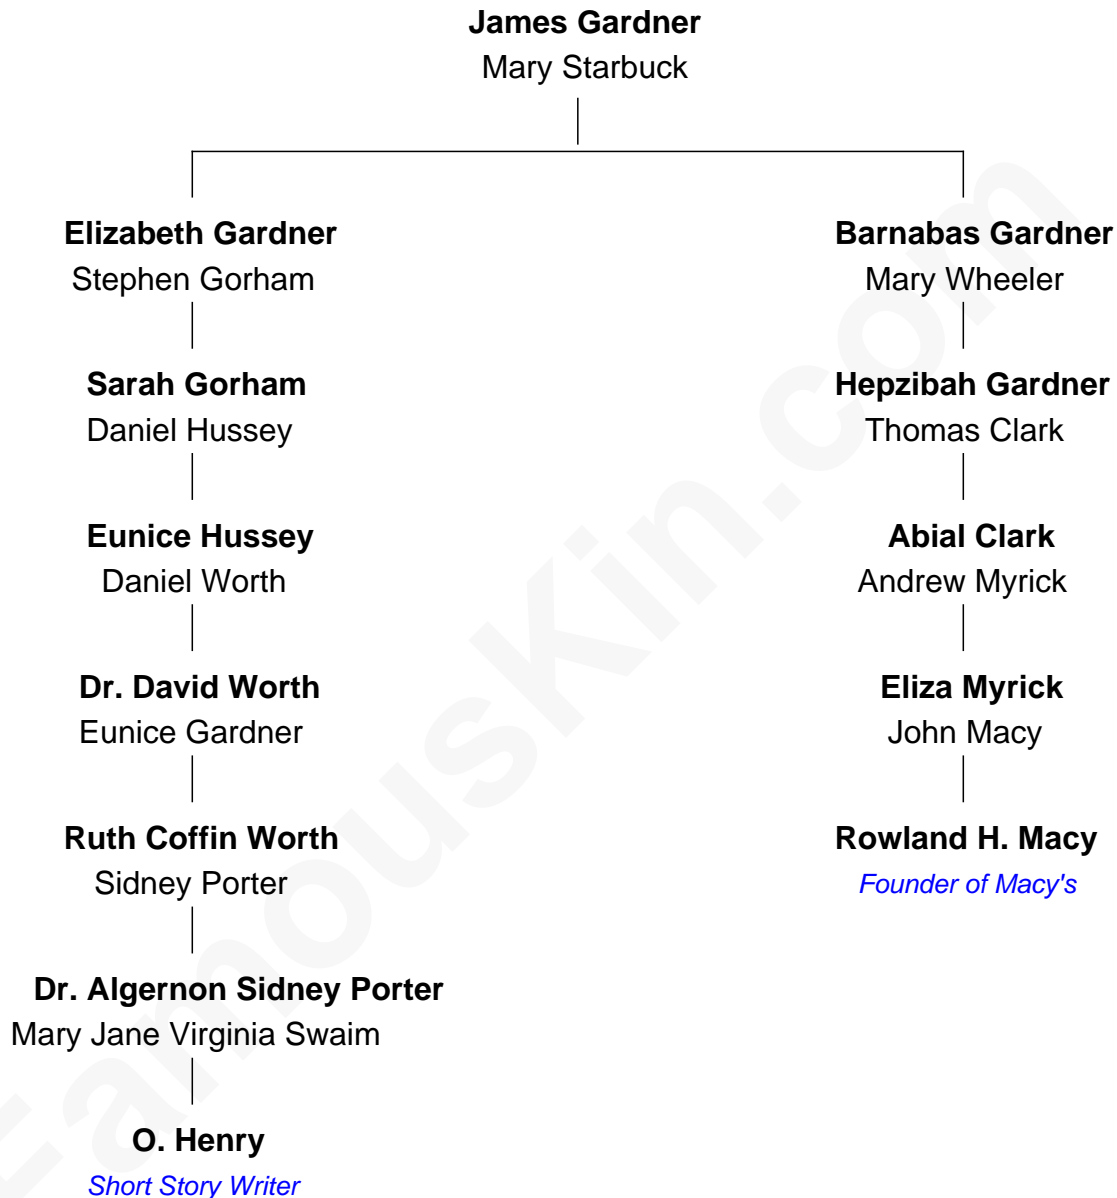 James Gardner
Mary Starbuck
Elizabeth Gardner
Stephen Gorham
Barnabas Gardner
Mary Wheeler
Sarah Gorham
Daniel Hussey
Hepzibah Gardner
Thomas Clark
Eunice Hussey
Daniel Worth
Abial Clark
Andrew Myrick
Dr. David Worth
Eunice Gardner
Eliza Myrick
John Macy
Ruth Coffin Worth
Sidney Porter
Rowland H. Macy
Founder of Macy's
Dr. Algernon Sidney Porter
Mary Jane Virginia Swaim
O. Henry
Short Story Writer
FamousKin.com